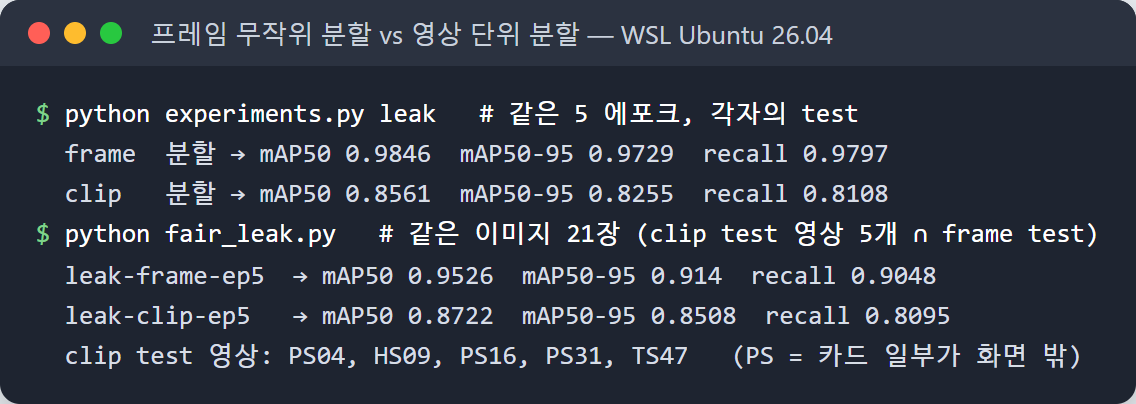 프레임 무작위 분할 vs 영상 단위 분할 — WSL Ubuntu 26.04
$ python experiments.py leak # 같은 5 에포크, 각자의 test
frame 분할 → mAP50 0.9846 mAP50-95 0.9729 recall 0.9797
clip 분할 → mAP50 0.8561 mAP50-95 0.8255 recall 0.8108
$ python fair_leak.py # 같은 이미지 21장 (clip test 영상 5개 ∩ frame test)
leak-frame-ep5 → mAP50 0.9526 mAP50-95 0.914 recall 0.9048
leak-clip-ep5 → mAP50 0.8722 mAP50-95 0.8508 recall 0.8095
clip test 영상: PS04, HS09, PS16, PS31, TS47 (PS = 카드 일부가 화면 밖)